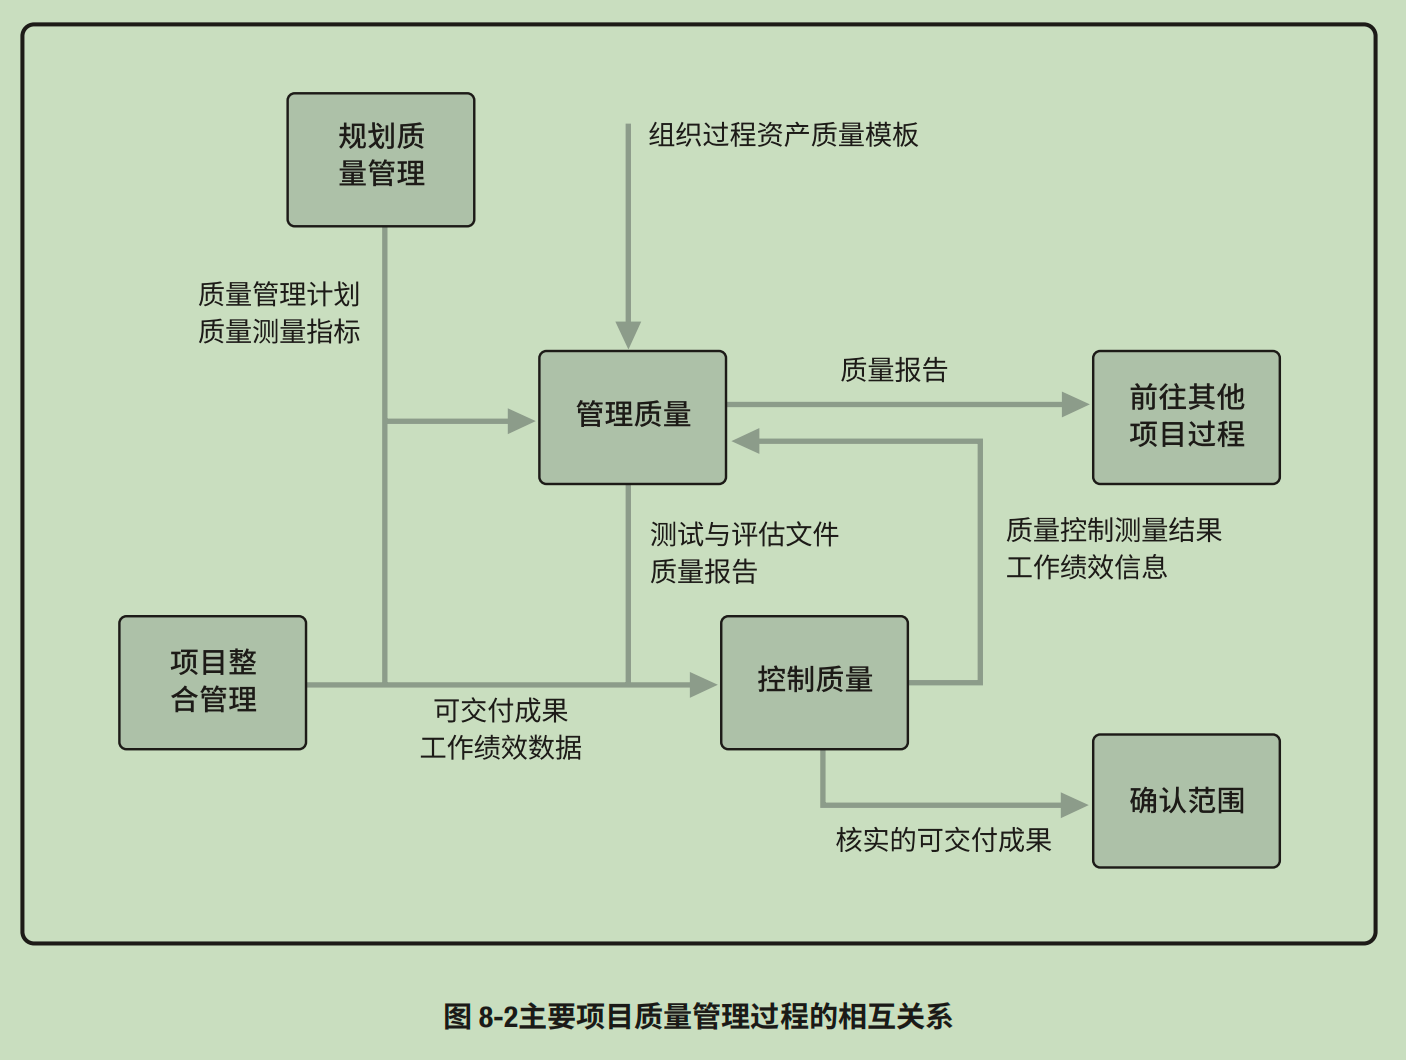 规划质
量管理
组织过程资产质量模板
质量管理计划
质量测量指标
管理质量
质量报告
前往其他
项目过程
测试与评估文件
质量报告
质量控制测量结果
工作绩效信息
项目整
合管理
可交付成果
工作绩效数据
控制质量
核实的可交付成果
确认范围
图 8-2主要项目质量管理过程的相互关系